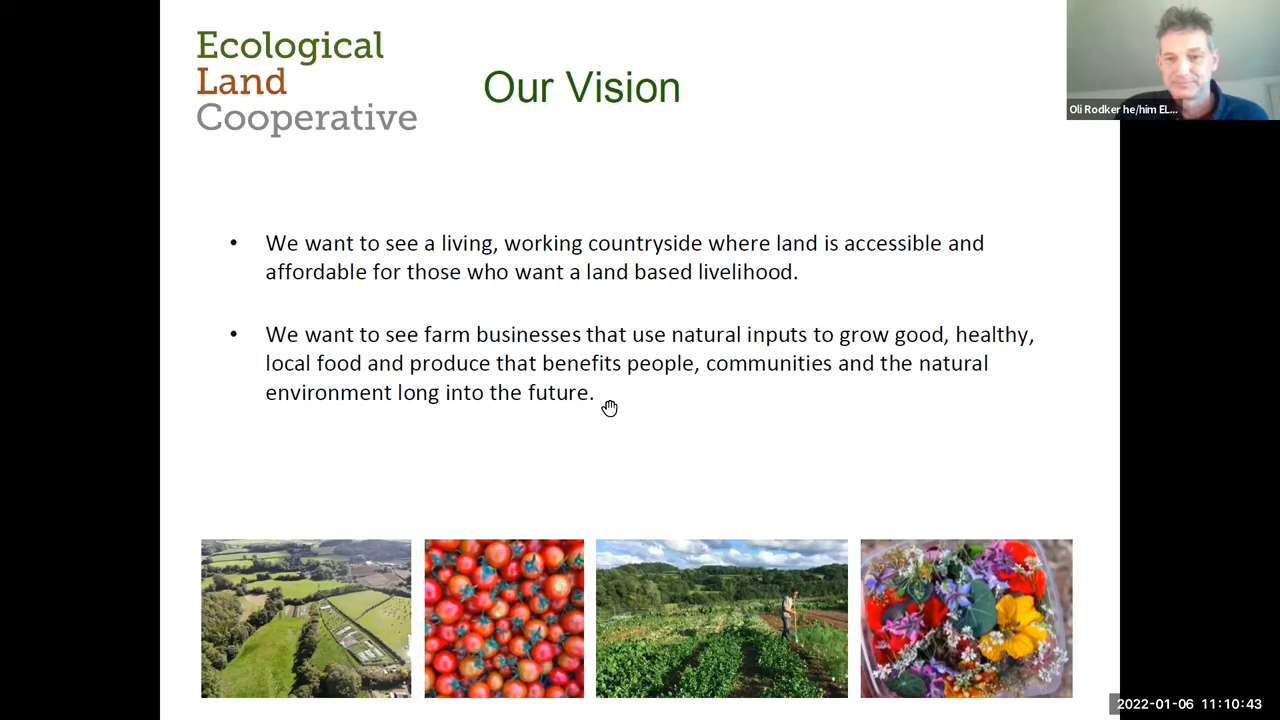 Ecological
Land
Cooperative
Our Vision
Oli Rodker he/him EL...
• We want to see a living, working countryside where land is accessible and
affordable for those who want a land based livelihood.
• We want to see farm businesses that use natural inputs to grow good, healthy,
local food and produce that benefits people, communities and the natural
environment long into the future.
2022-01-06 11:10:43